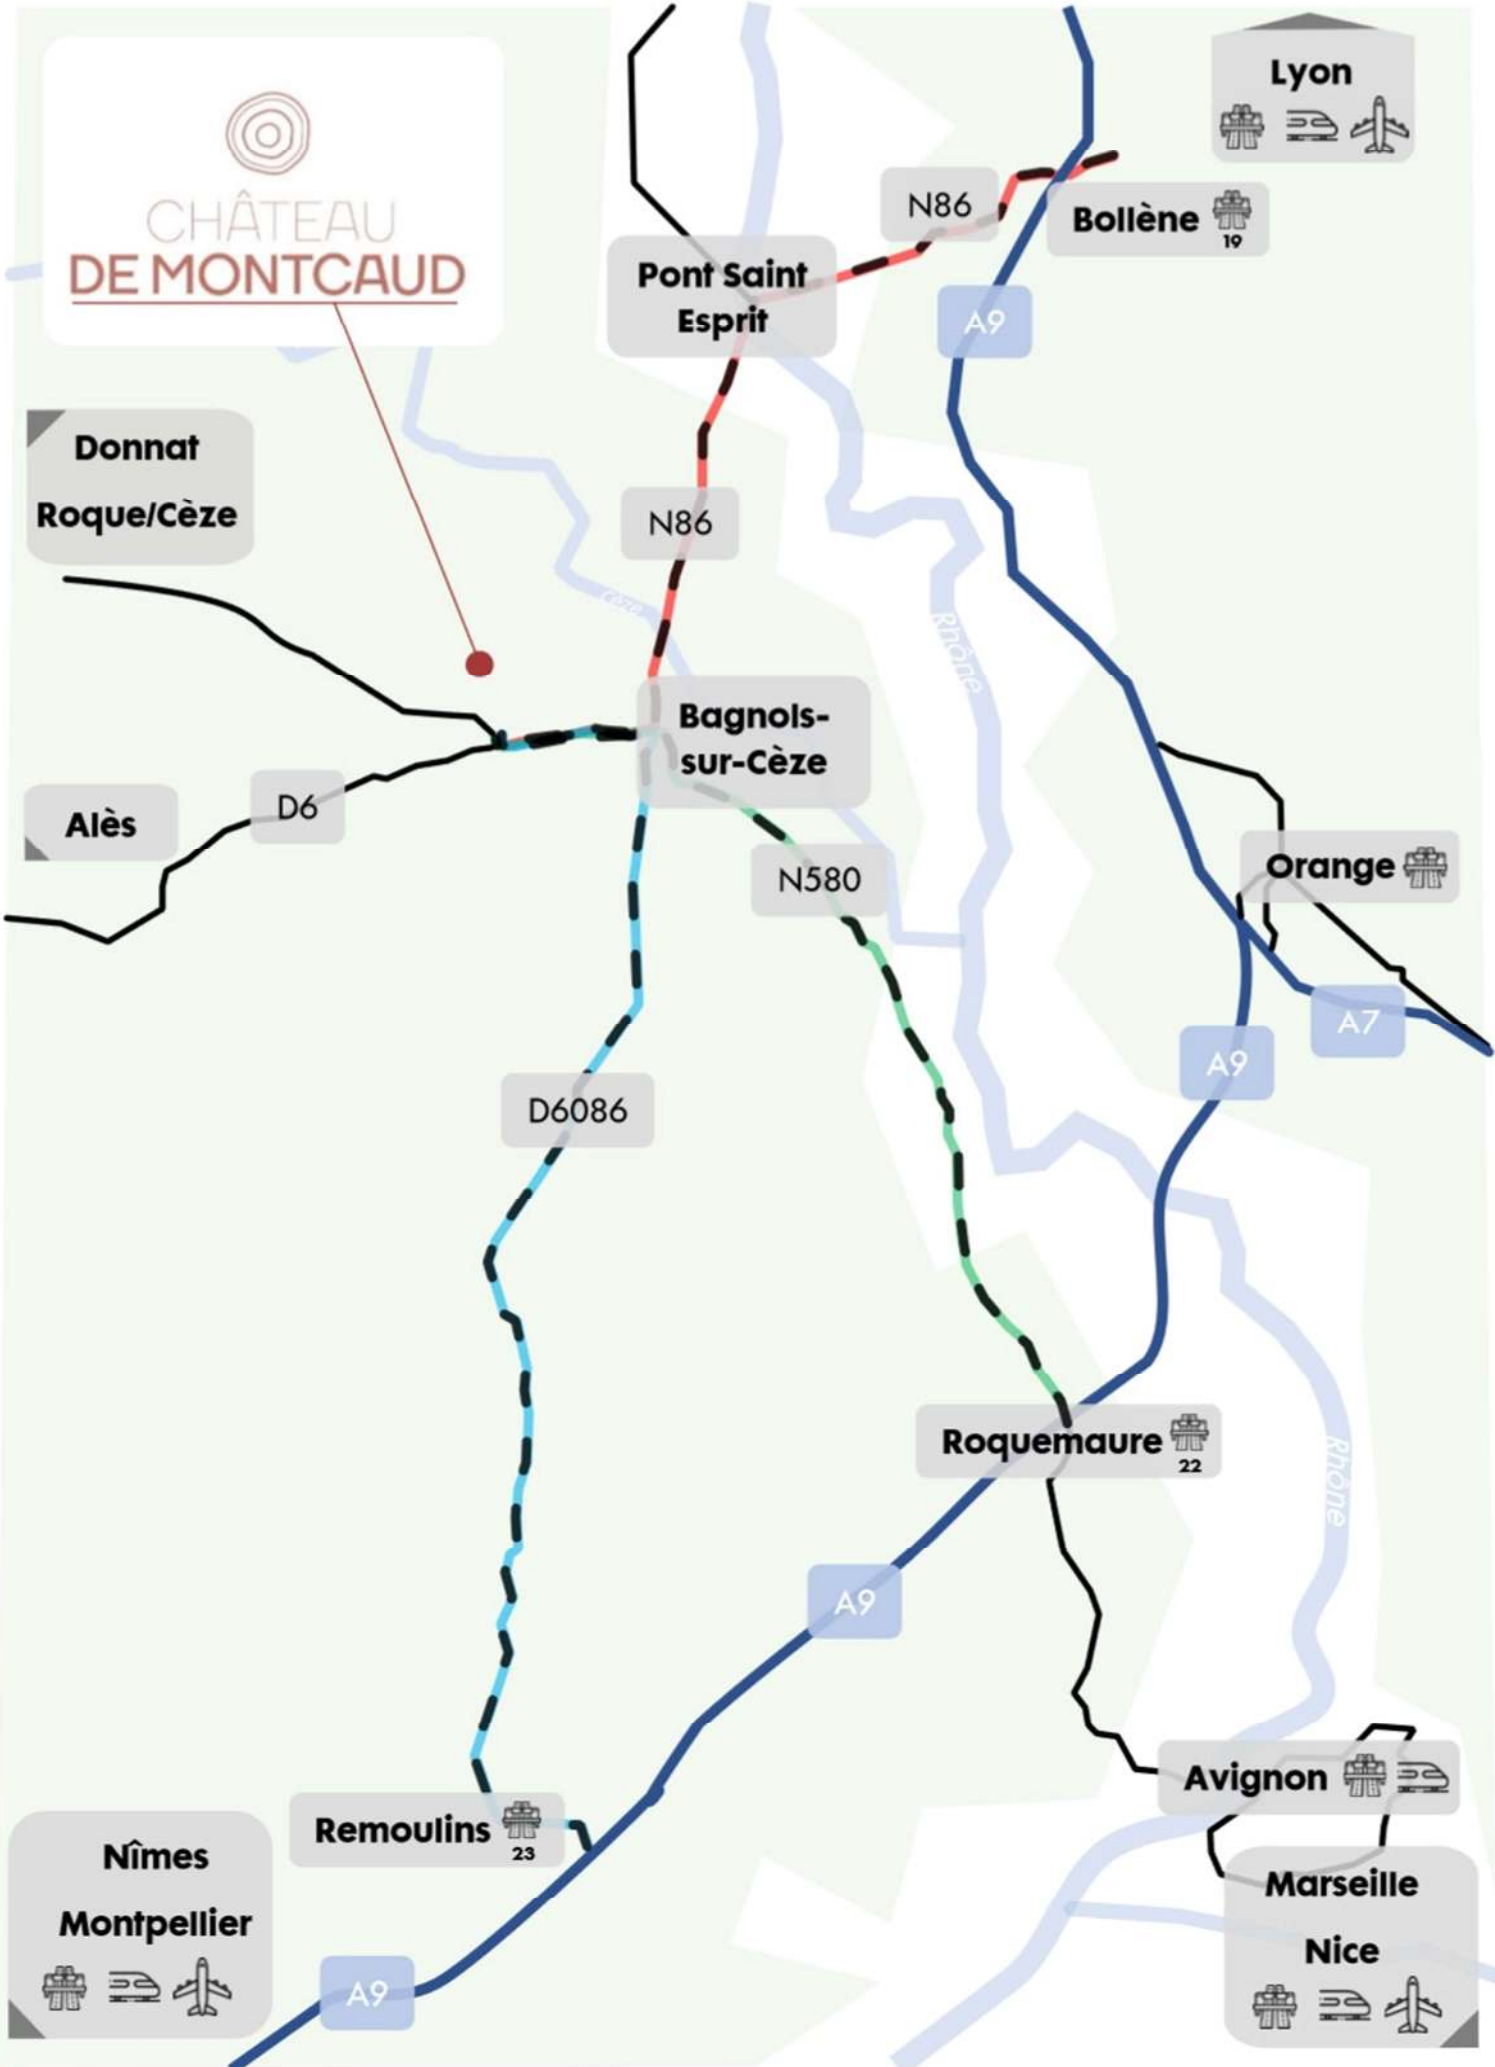 CHÂTEAU
DE MONTCAUD
Lyon
N86
Bollène
19
Pont Saint
Esprit
A9
Donnat
Roque/Cèze
N86
Cèze
Rhône
Bagnols-
sur-Cèze
D6
Alès
N580
Orange
A7
A9
D6086
Roquemaure
22
Rhône
A9
Avignon
Remoulins
23
Nîmes
Montpellier
Marseille
Nice
A9